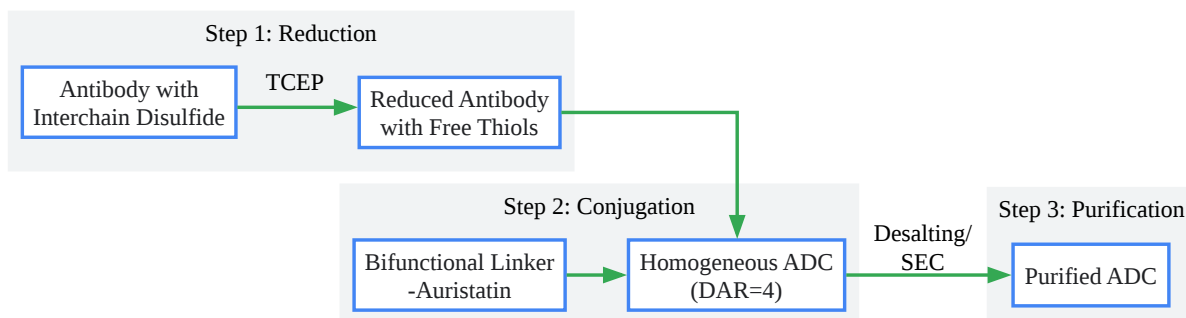 Step 1: Reduction
Antibody with
Interchain Disulfide
TCEP
Reduced Antibody
with Free Thiols
Step 2: Conjugation
Bifunctional Linker
-Auristatin
Homogeneous ADC
(DAR=4)
Desalting/
SEC
Step 3: Purification
Purified ADC